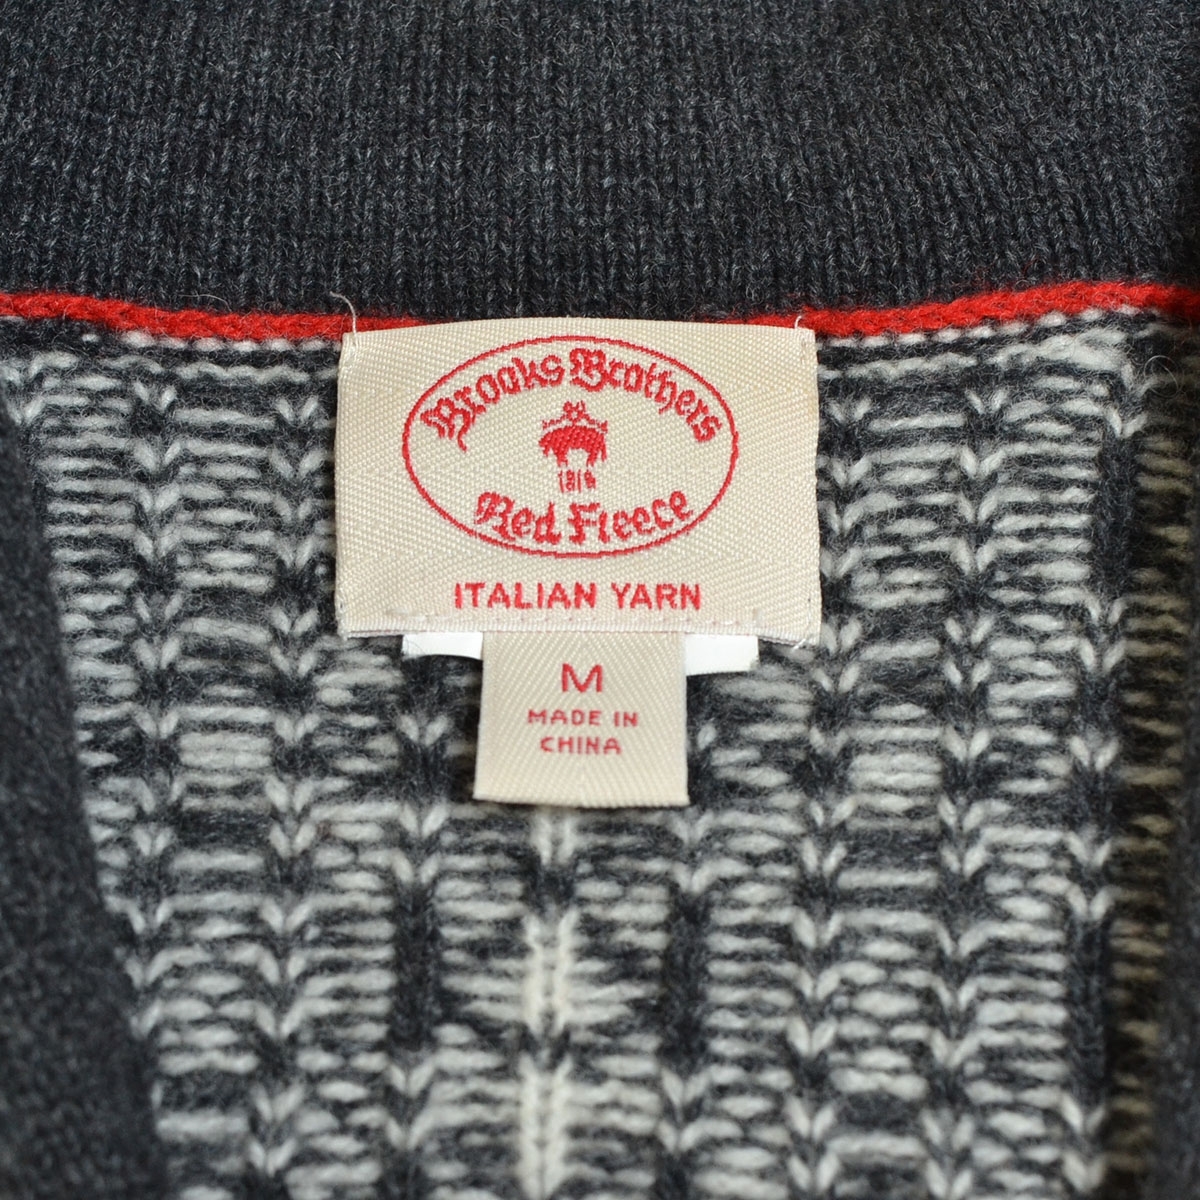 Brooks Brothers
1818
Red Fleece
ITALIAN YARN
M
MADE IN
CHINA